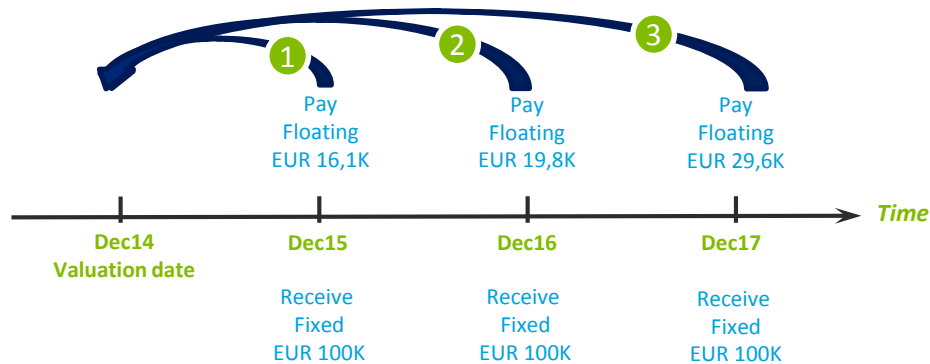 1
2
3
Pay
Floating
EUR 16,1K
Pay
Floating
EUR 19,8K
Pay
Floating
EUR 29,6K
Time
Dec14
Valuation date
Dec15
Dec16
Dec17
Receive
Fixed
EUR 100K
Receive
Fixed
EUR 100K
Receive
Fixed
EUR 100K